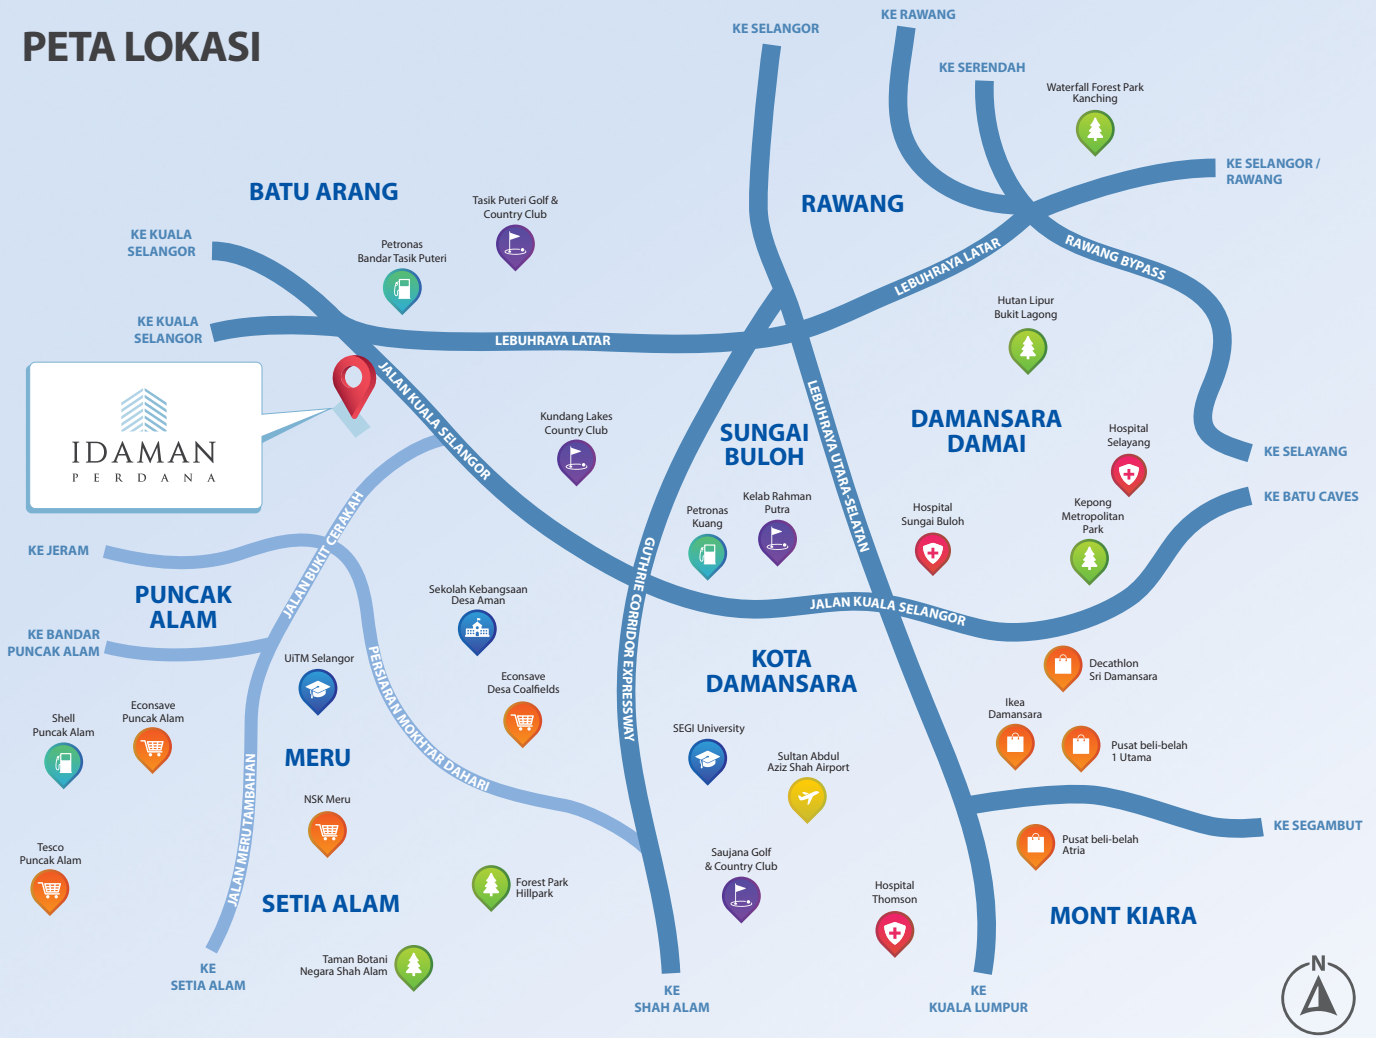 PETA LOKASI
KE SELANGOR
KE RAWANG
KE SERENDAH
Waterfall Forest Park
Kanching
KE SELANGOR /
RAWANG
BATU ARANG
Tasik Puteri Golf &
Country Club
RAWANG
KE KUALA
SELANGOR
Petronas
Bandar Tasik Puteri
LEBUHRAYA LATAR
RAWANG BYPASS
Hutan Lipur
Bukit Lagong
KE KUALA
SELANGOR
LEBUHRAYA LATAR
IDAMAN
PERDANA
JALAN KUALA SELANGOR
Kundang Lakes
Country Club
SUNGAI
BULOH
LEBUHRAYA UTARA-SELATAN
DAMANSARA
DAMAI
Hospital
Selayang
KE SELAYANG
KE BATU CAVES
Petronas
Kuang
Kelab Rahman
Putra
Hospital
Sungai Buloh
Kepong
Metropolitan
Park
KE JERAM
JALAN BUKIT CERAKAH
PUNCAK
ALAM
KE BANDAR
PUNCAK ALAM
Sekolah Kebangsaan
Desa Aman
GUTHRIE CORRIDOR EXPRESSWAY
JALAN KUALA SELANGOR
UiTM Selangor
PERSIARAN MOKHTAR DAHARI
Econsave
Desa Coalfields
KOTA
DAMANSARA
Decathlon
Sri Damansara
Shell
Puncak Alam
Econsave
Puncak Alam
MERU
SEGI University
Sultan Abdul
Aziz Shah Airport
Ikea
Damansara
Pusat beli-belah
1 Utama
JALAN MERU TAMBAHAN
NSK Meru
Tesco
Puncak Alam
KE SEGAMBUT
Pusat beli-belah
Atria
SETIA ALAM
Forest Park
Hillpark
Saujana Golf
& Country Club
Hospital
Thomson
MONT KIARA
Taman Botani
Negara Shah Alam
KE
SETIA ALAM
KE
SHAH ALAM
KE
KUALA LUMPUR
N